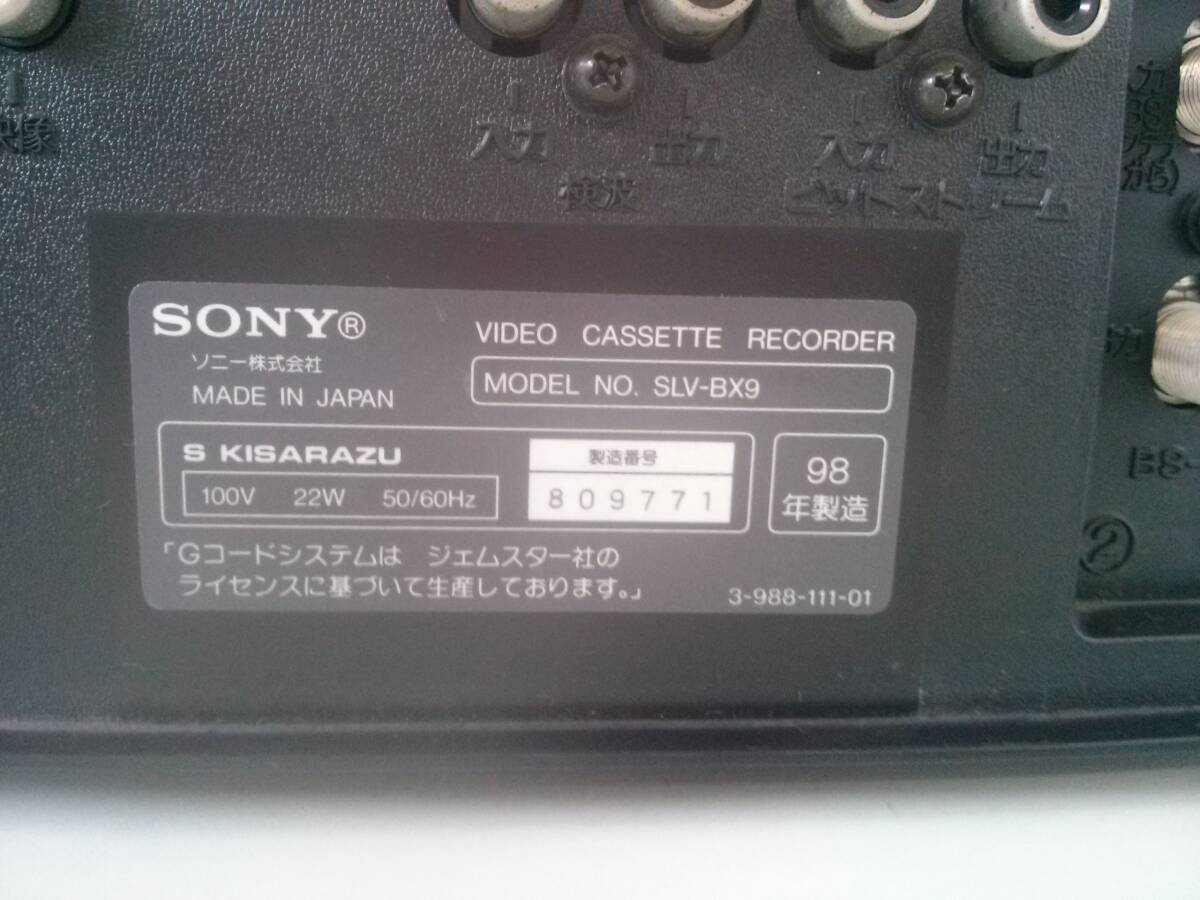 映像
入力 出力 入力 出力
検波 ビットストリーム
から)
SONY®
ソニー株式会社
MADE IN JAPAN
VIDEO CASSETTE RECORDER
MODEL NO. SLV-BX9
S KISARAZU
100V 22W 50/60Hz
製造番号
809771
98
年製造
「Gコードシステムは ジェムスター社の
ライセンスに基づいて生産しております。」
3-988-111-01
②